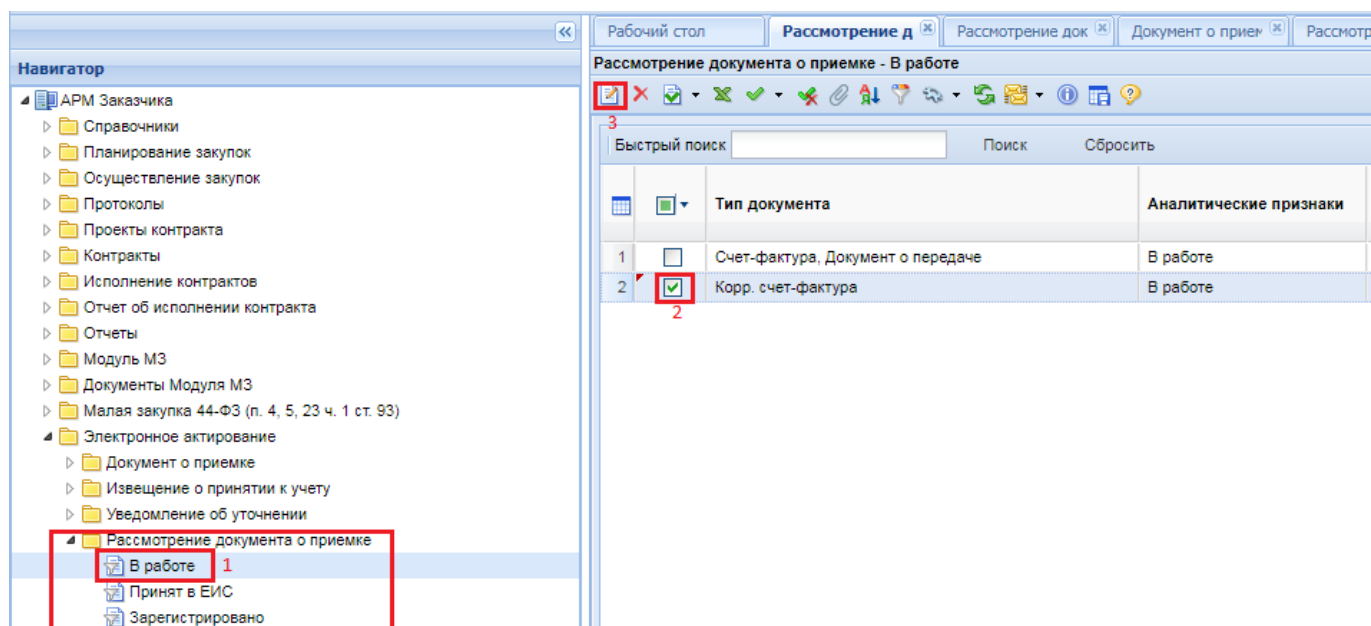 Навигатор
АРМ Заказчика
Справочники
Планирование закупок
Осуществление закупок
Протоколы
Проекты контракта
Контракты
Исполнение контрактов
Отчет об исполнении контракта
Отчеты
Модуль МЗ
Документы Модуля МЗ
Малая закупка 44-ФЗ (п. 4, 5, 23 ч. 1 ст. 93)
Электронное актирование
Документ о приемке
Извещение о принятии к учету
Уведомление об уточнении
Рассмотрение документа о приемке
В работе 1
Принят в ЕИС
Зарегистрировано
Рабочий стол Рассмотрение д Рассмотрение док Документ о прием Рассмотр
Рассмотрение документа о приемке - В работе
3
Быстрый поиск Поиск Сбросить
Тип документа Аналитические признаки
1 Счет-фактура, Документ о передаче В работе
2 Корр. счет-фактура В работе
2